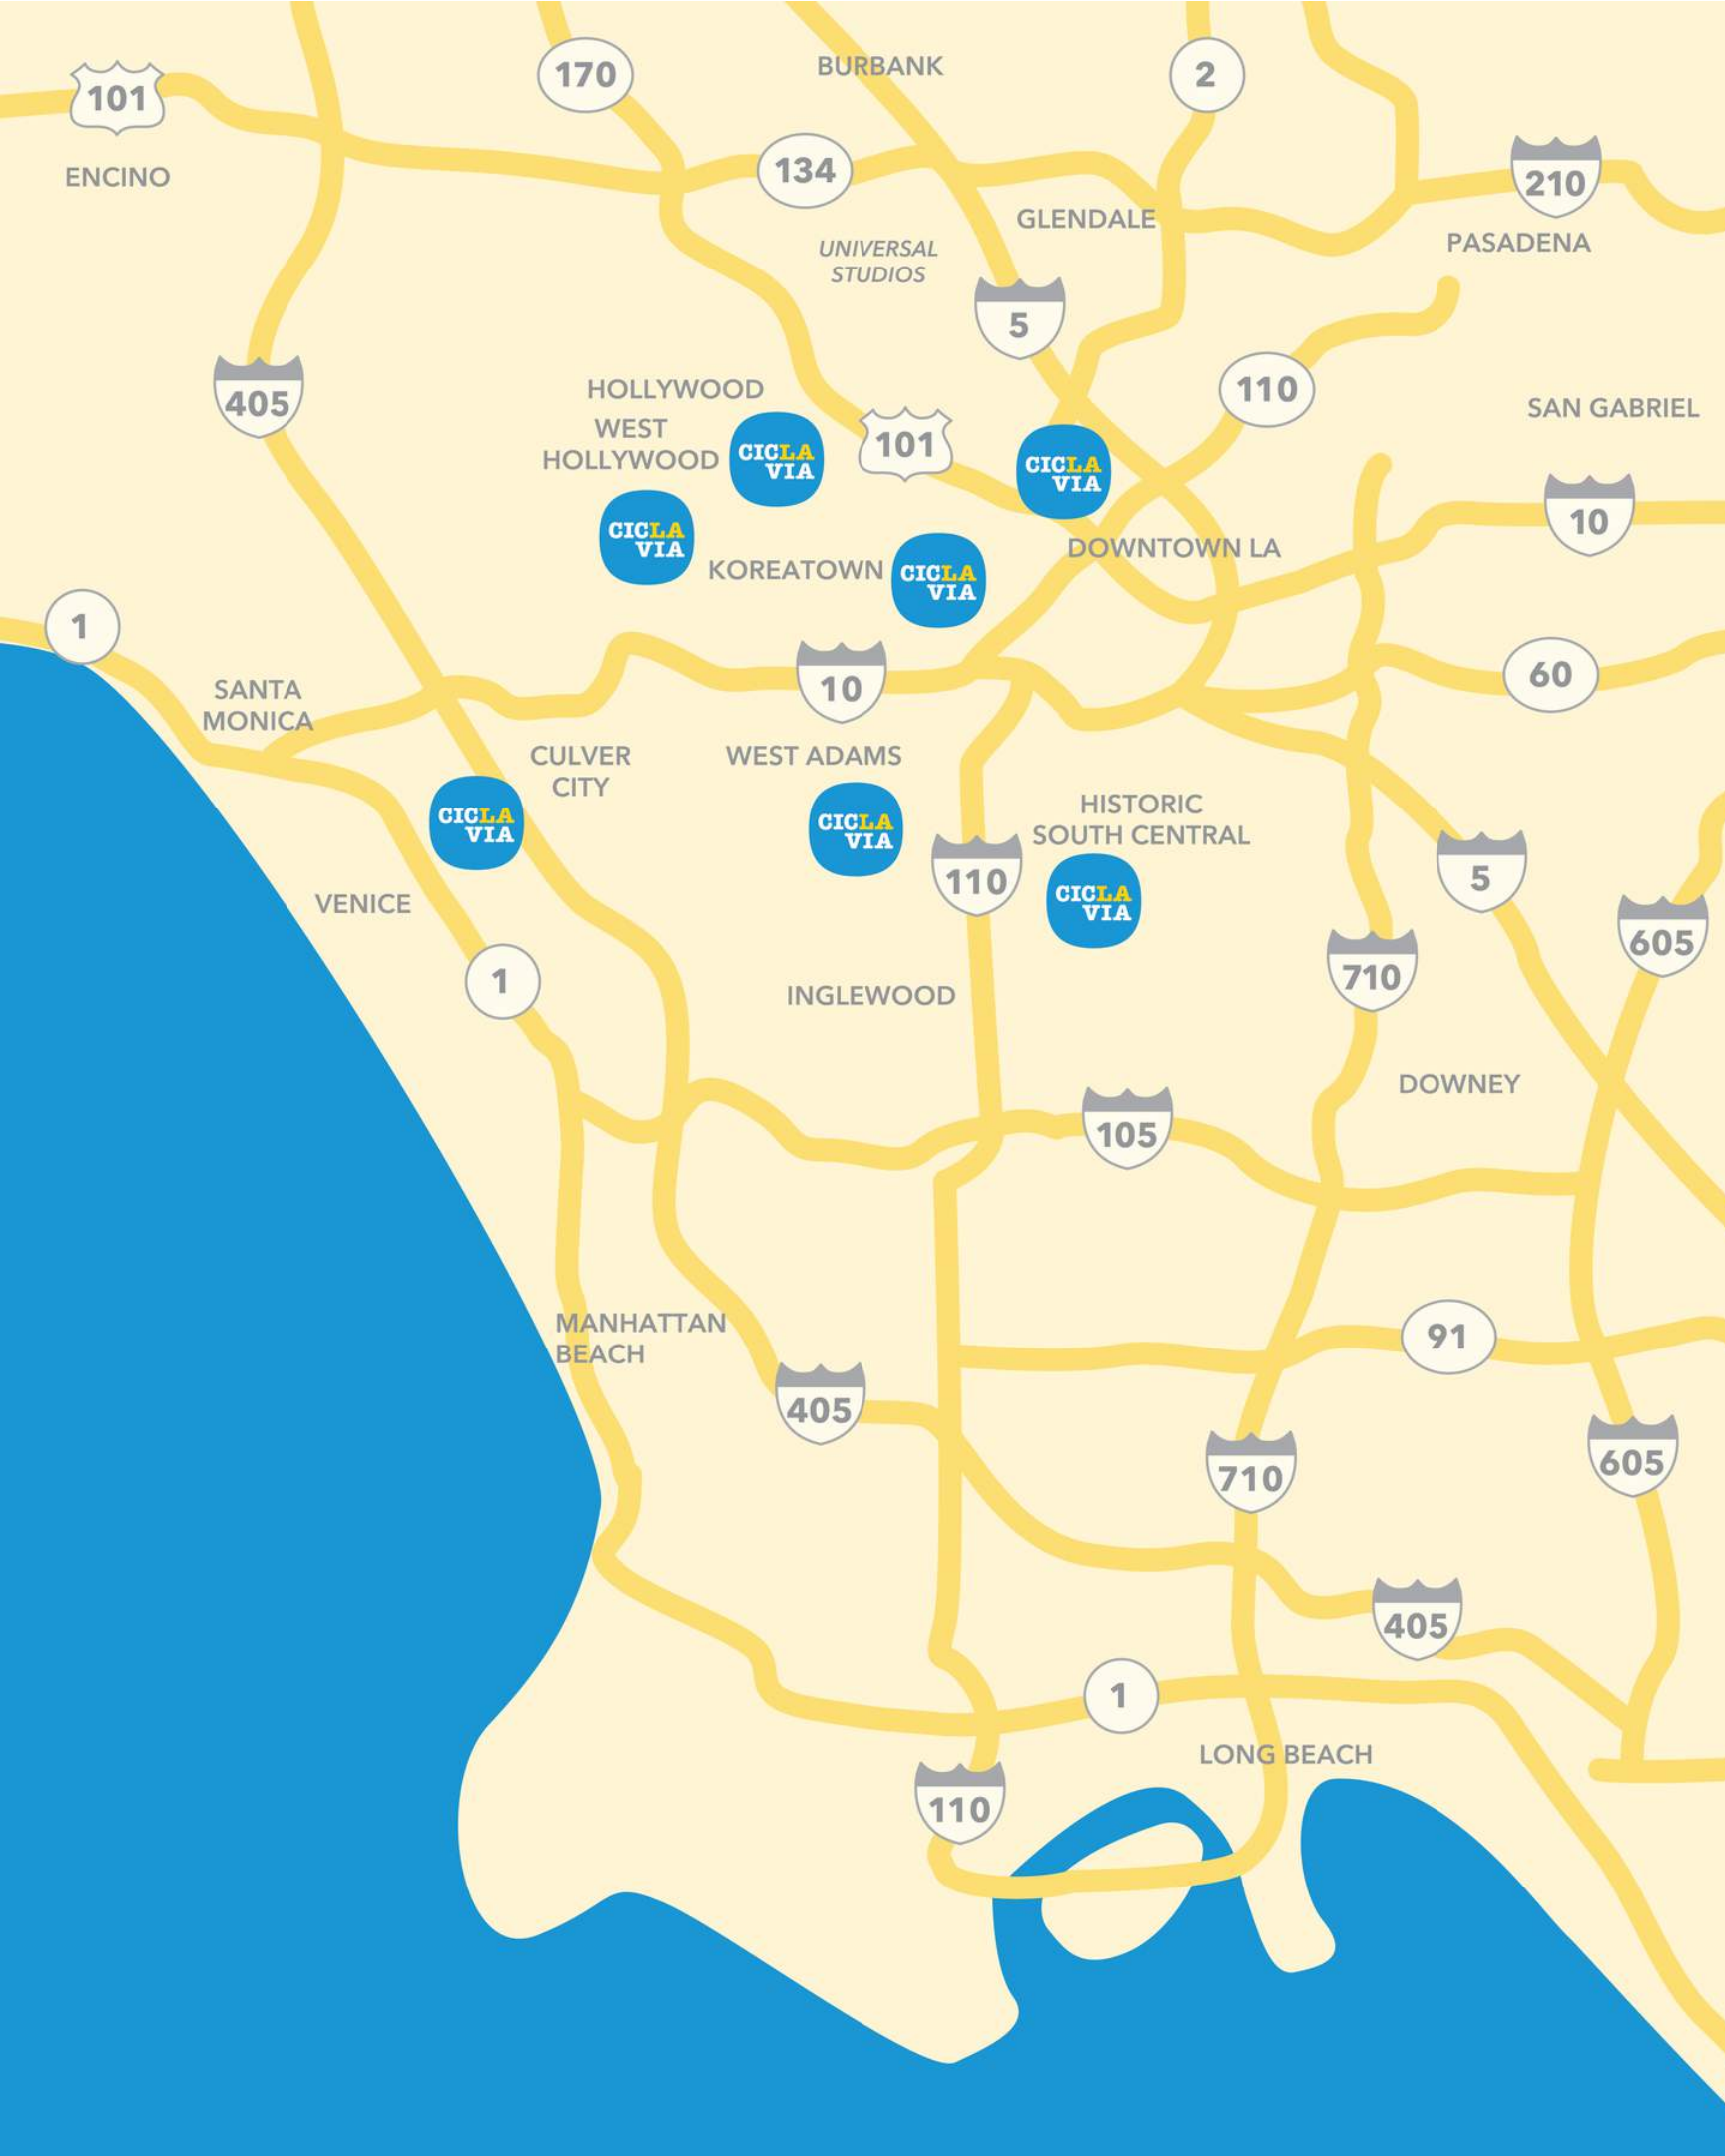 BURBANK
170
2
101
134
210
ENCINO
GLENDALE
PASADENA
UNIVERSAL
STUDIOS
5
405
HOLLYWOOD
110
SAN GABRIEL
WEST
HOLLYWOOD
CICLA
VIA
101
CICLA
VIA
10
CICLA
VIA
KOREATOWN
CICLA
VIA
DOWNTOWN LA
1
SANTA
MONICA
10
60
CULVER
CITY
WEST ADAMS
CICLA
VIA
CICLA
VIA
HISTORIC
SOUTH CENTRAL
110
CICLA
VIA
5
VENICE
605
1
INGLEWOOD
710
DOWNEY
105
MANHATTAN
BEACH
91
405
710
605
405
1
LONG BEACH
110